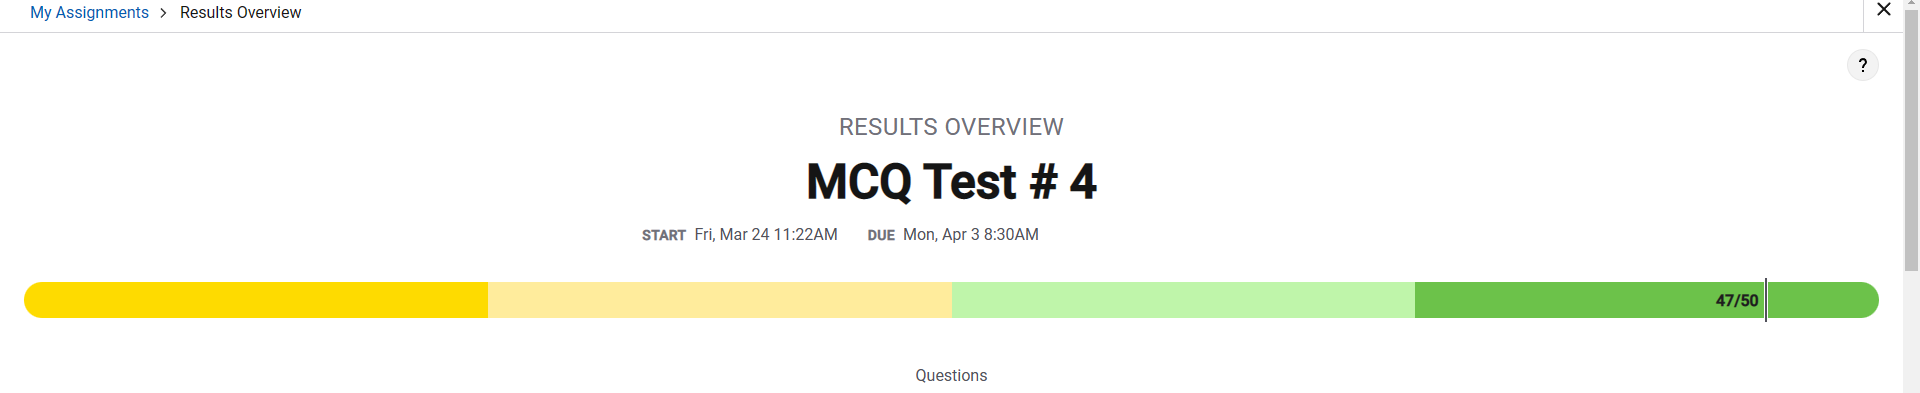 My Assignments > Results Overview
?
RESULTS OVERVIEW
MCQ Test # 4
START Fri, Mar 24 11:22AM DUE Mon, Apr 3 8:30AM
47/50
Questions